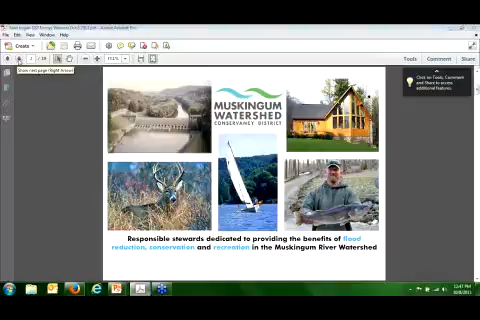 File Edit View Window Help
Create
Tools Comment Share
Show next page (Right Arrow)
Click on Tools, Comment
and Share to access
additional features.
MUSKINGUM
WATERSHED
CONSERVANCY DISTRICT
Responsible stewards dedicated to providing the benefits of flood
reduction, conservation and recreation in the Muskingum River Watershed